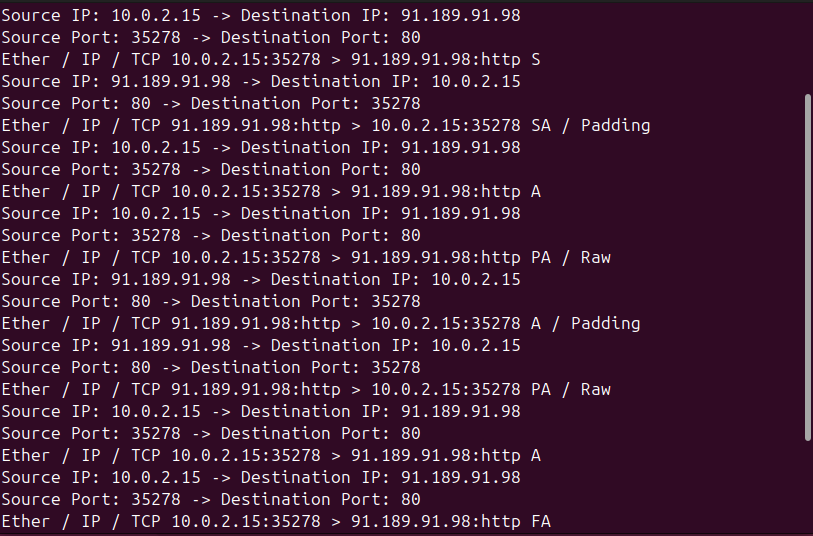 Source IP: 10.0.2.15 -> Destination IP: 91.189.91.98
Source Port: 35278 -> Destination Port: 80
Ether / IP / TCP 10.0.2.15:35278 > 91.189.91.98:http S
Source IP: 91.189.91.98 -> Destination IP: 10.0.2.15
Source Port: 80 -> Destination Port: 35278
Ether / IP / TCP 91.189.91.98:http > 10.0.2.15:35278 SA / Padding
Source IP: 10.0.2.15 -> Destination IP: 91.189.91.98
Source Port: 35278 -> Destination Port: 80
Ether / IP / TCP 10.0.2.15:35278 > 91.189.91.98:http A
Source IP: 10.0.2.15 -> Destination IP: 91.189.91.98
Source Port: 35278 -> Destination Port: 80
Ether / IP / TCP 10.0.2.15:35278 > 91.189.91.98:http PA / Raw
Source IP: 91.189.91.98 -> Destination IP: 10.0.2.15
Source Port: 80 -> Destination Port: 35278
Ether / IP / TCP 91.189.91.98:http > 10.0.2.15:35278 A / Padding
Source IP: 91.189.91.98 -> Destination IP: 10.0.2.15
Source Port: 80 -> Destination Port: 35278
Ether / IP / TCP 91.189.91.98:http > 10.0.2.15:35278 PA / Raw
Source IP: 10.0.2.15 -> Destination IP: 91.189.91.98
Source Port: 35278 -> Destination Port: 80
Ether / IP / TCP 10.0.2.15:35278 > 91.189.91.98:http A
Source IP: 10.0.2.15 -> Destination IP: 91.189.91.98
Source Port: 35278 -> Destination Port: 80
Ether / IP / TCP 10.0.2.15:35278 > 91.189.91.98:http FA